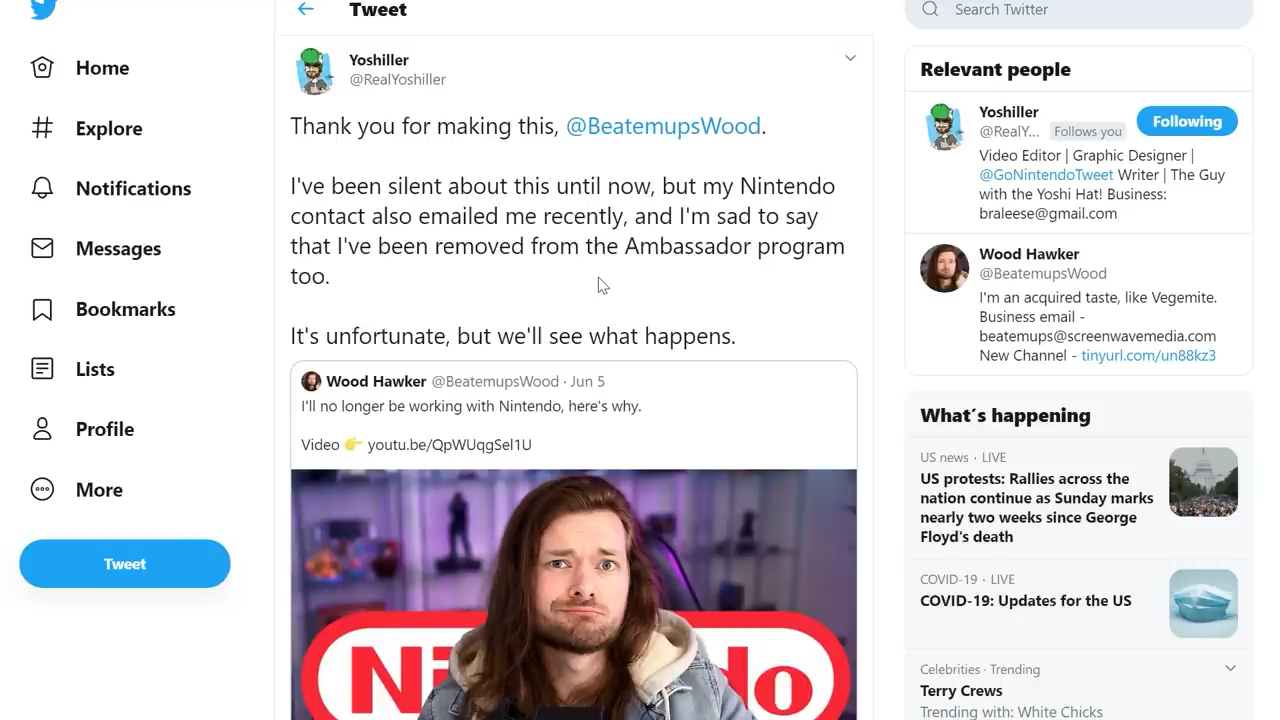 Home
Explore
Notifications
Messages
Bookmarks
Lists
Profile
More
Tweet
Tweet
Yoshiller
@RealYoshiller
Thank you for making this, @BeatemupsWood.
I've been silent about this until now, but my Nintendo
contact also emailed me recently, and I'm sad to say
that I've been removed from the Ambassador program
too.
It's unfortunate, but we'll see what happens.
Wood Hawker @BeatemupsWood · Jun 5
I'll no longer be working with Nintendo, here's why.
Video 👉 youtu.be/QpWUqgSel1U
Ni do
Search Twitter
Relevant people
Yoshiller
@RealY... Follows you
Following
Video Editor | Graphic Designer |
@GoNintendoTweet Writer | The Guy
with the Yoshi Hat! Business:
braleese@gmail.com
Wood Hawker
@BeatemupsWood
I'm an acquired taste, like Vegemite.
Business email -
beatemups@screenwavemedia.com
New Channel - tinyurl.com/un88kz3
What's happening
US news · LIVE
US protests: Rallies across the
nation continue as Sunday marks
nearly two weeks since George
Floyd's death
COVID-19 · LIVE
COVID-19: Updates for the US
Celebrities · Trending
Terry Crews
Trending with: White Chicks